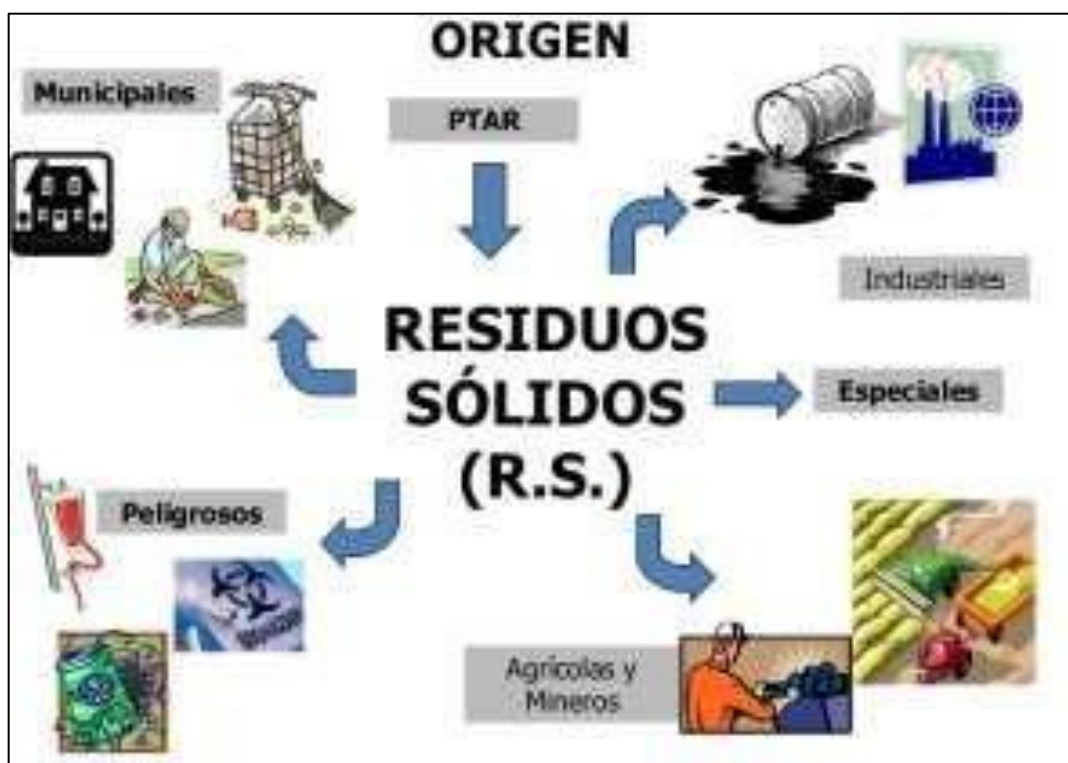 ORIGEN
Municipales
PTAR
Industriales
RESIDUOS
SÓLIDOS
(R.S.)
Especiales
Peligrosos
Agrícolas y
Mineros